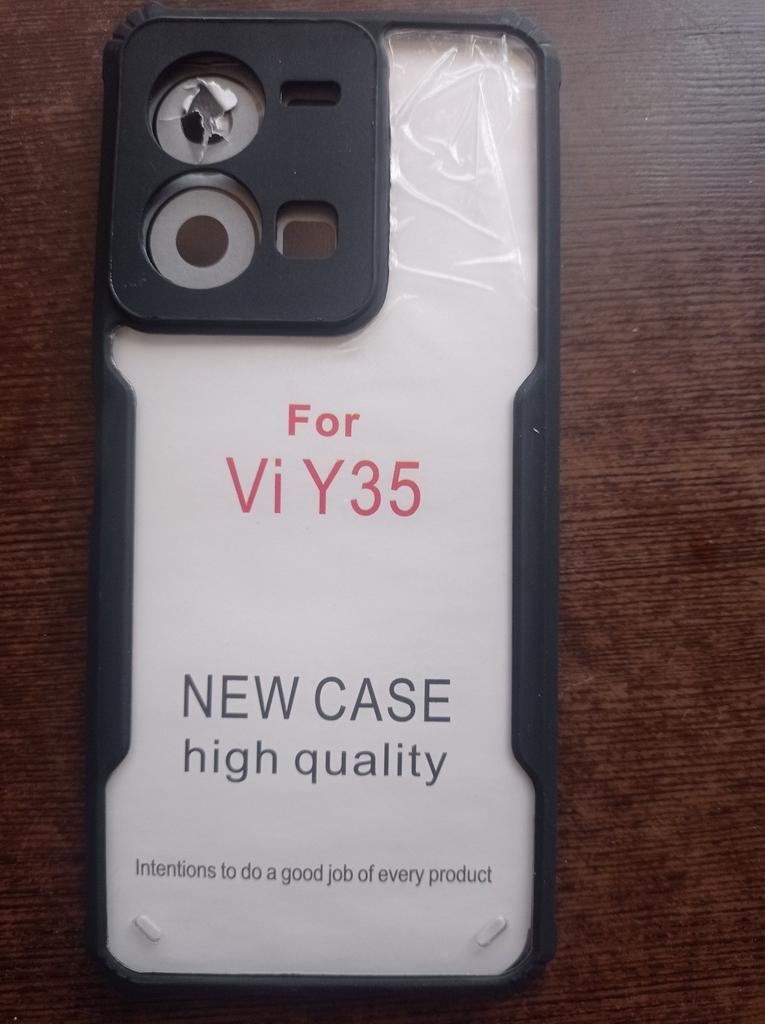 For
Vi Y35
NEW CASE
high quality
Intentions to do a good job of every product